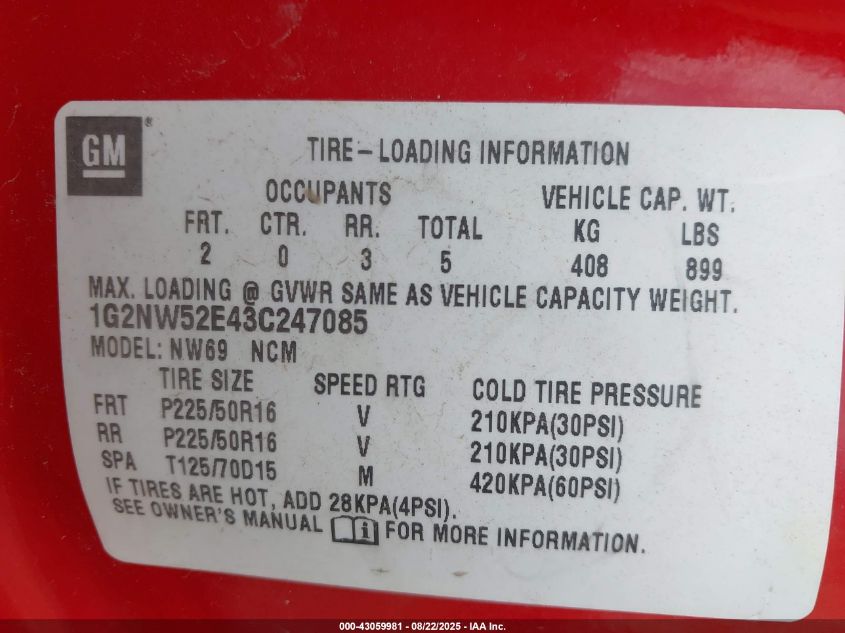 GM ®
TIRE-LOADING INFORMATION
OCCUPANTS VEHICLE CAP. WT.
FRT. CTR. RR. TOTAL KG LBS
2 0 3 5 408 899
MAX. LOADING @ GVWR SAME AS VEHICLE CAPACITY WEIGHT.
1G2NW52E43C247085
MODEL: NW69 NCM
TIRE SIZE SPEED RTG COLD TIRE PRESSURE
FRT P225/50R16 V 210KPA(30PSI)
RR P225/50R16 V 210KPA(30PSI)
SPA T125/70D15 M 420KPA(60PSI)
IF TIRES ARE HOT, ADD 28KPA(4PSI).
SEE OWNER'S MANUAL i FOR MORE INFORMATION.
000-43059981 - 08/22/2025 - IAA Inc.